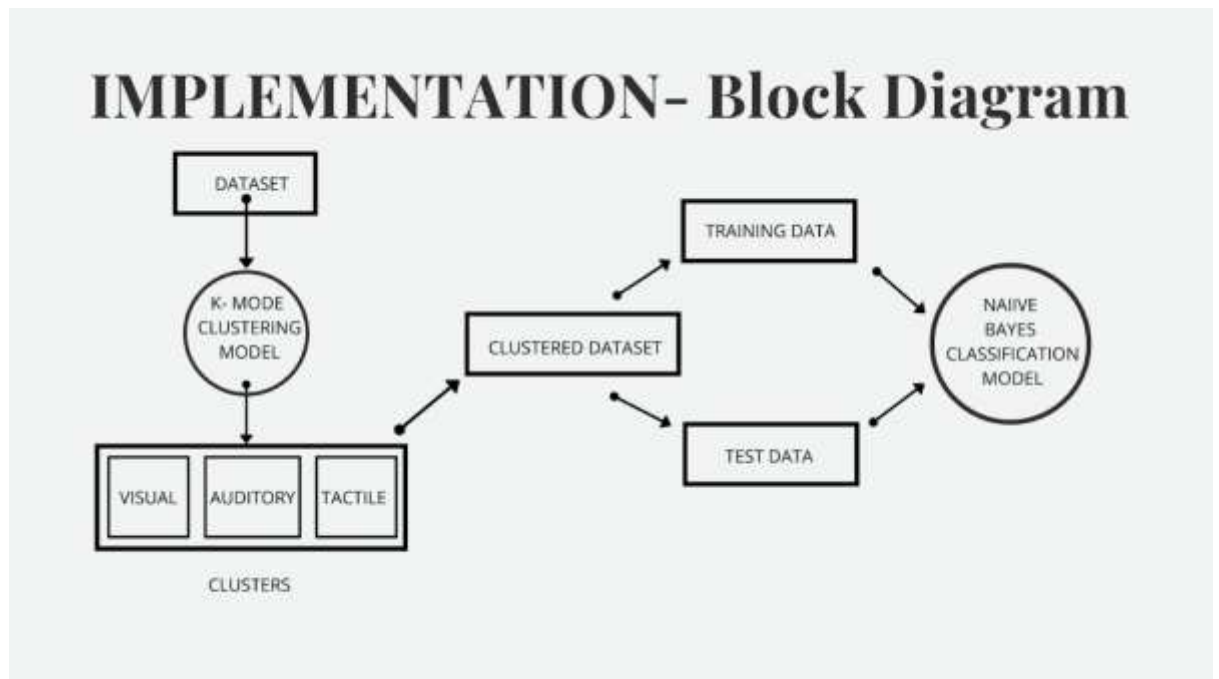 IMPLEMENTATION- Block Diagram
DATASET
K- MODE
CLUSTERING
MODEL
VISUAL
AUDITORY
TACTILE
CLUSTERS
CLUSTERED DATASET
TRAINING DATA
TEST DATA
NAIIVE
BAYES
CLASSIFICATION
MODEL